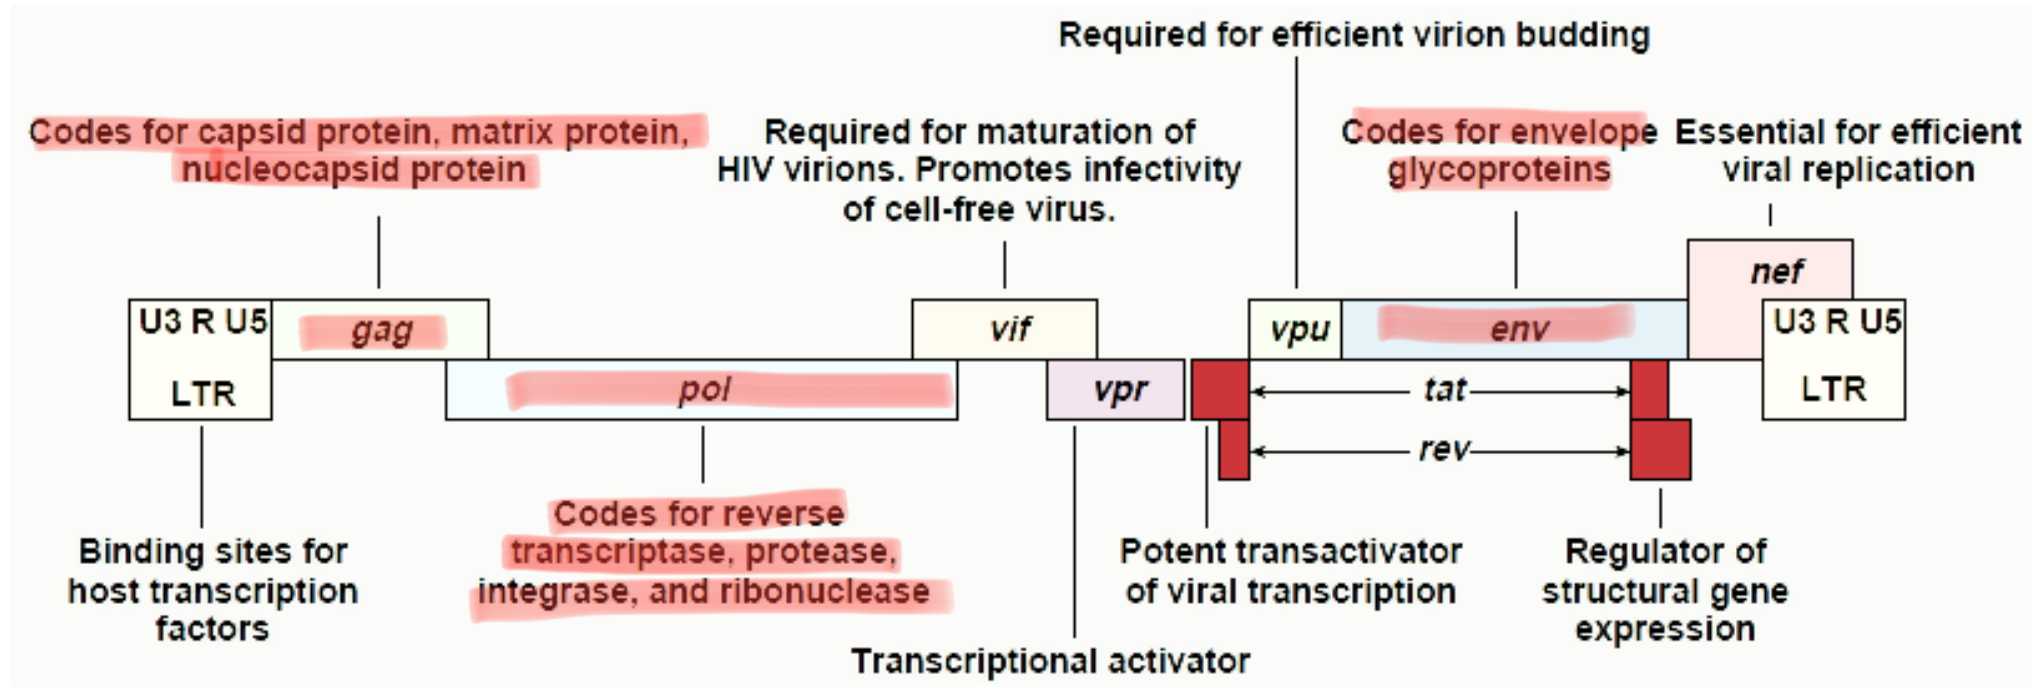 Required for efficient virion budding
Codes for capsid protein, matrix protein,
nucleocapsid protein
Required for maturation of
HIV virions. Promotes infectivity
of cell-free virus.
Codes for envelope
glycoproteins
Essential for efficient
viral replication
nef
U3 R U5
LTR
gag
pol
vif
vpr
vpu
env
U3 R U5
LTR
tat
rev
Binding sites for
host transcription
factors
Codes for reverse
transcriptase, protease,
integrase, and ribonuclease
Transcriptional activator
Potent transactivator
of viral transcription
Regulator of
structural gene
expression